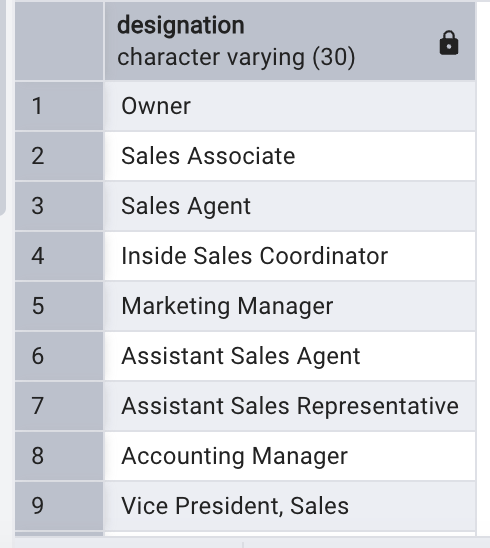 designation
character varying (30)
1 Owner
2 Sales Associate
3 Sales Agent
4 Inside Sales Coordinator
5 Marketing Manager
6 Assistant Sales Agent
7 Assistant Sales Representative
8 Accounting Manager
9 Vice President, Sales